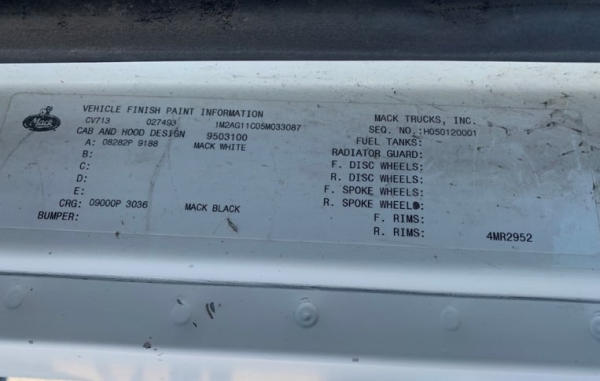 Mack
VEHICLE FINISH PAINT INFORMATION
CV713 027493 1M2AG11C05M033087
CAB AND HOOD DESIGN 9503100
A: 08282P 9188 MACK WHITE
B:
C:
D:
E:
CRG: 09000P 3036 MACK BLACK
BUMPER:
MACK TRUCKS, INC.
SEQ. NO.:H050120001
FUEL TANKS:
RADIATOR GUARD:
F. DISC WHEELS:
R. DISC WHEELS:
F. SPOKE WHEELS:
R. SPOKE WHEELS:
F. RIMS:
R. RIMS:
4MR2952